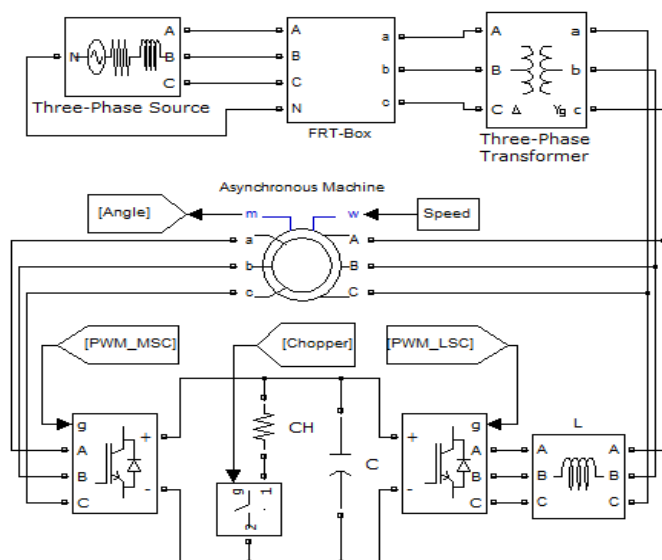 N A B C
Three-Phase Source
A B C N a b c
FRT-Box
A B C Δ Yg a b c
Three-Phase
Transformer
Asynchronous Machine
[Angle] m w Speed
a A
b B
c C
[PWM_MSC] [Chopper] [PWM_LSC]
g A B C + -
CH
g 1 2
C
+ - g A B C
L
A A
B B
C C